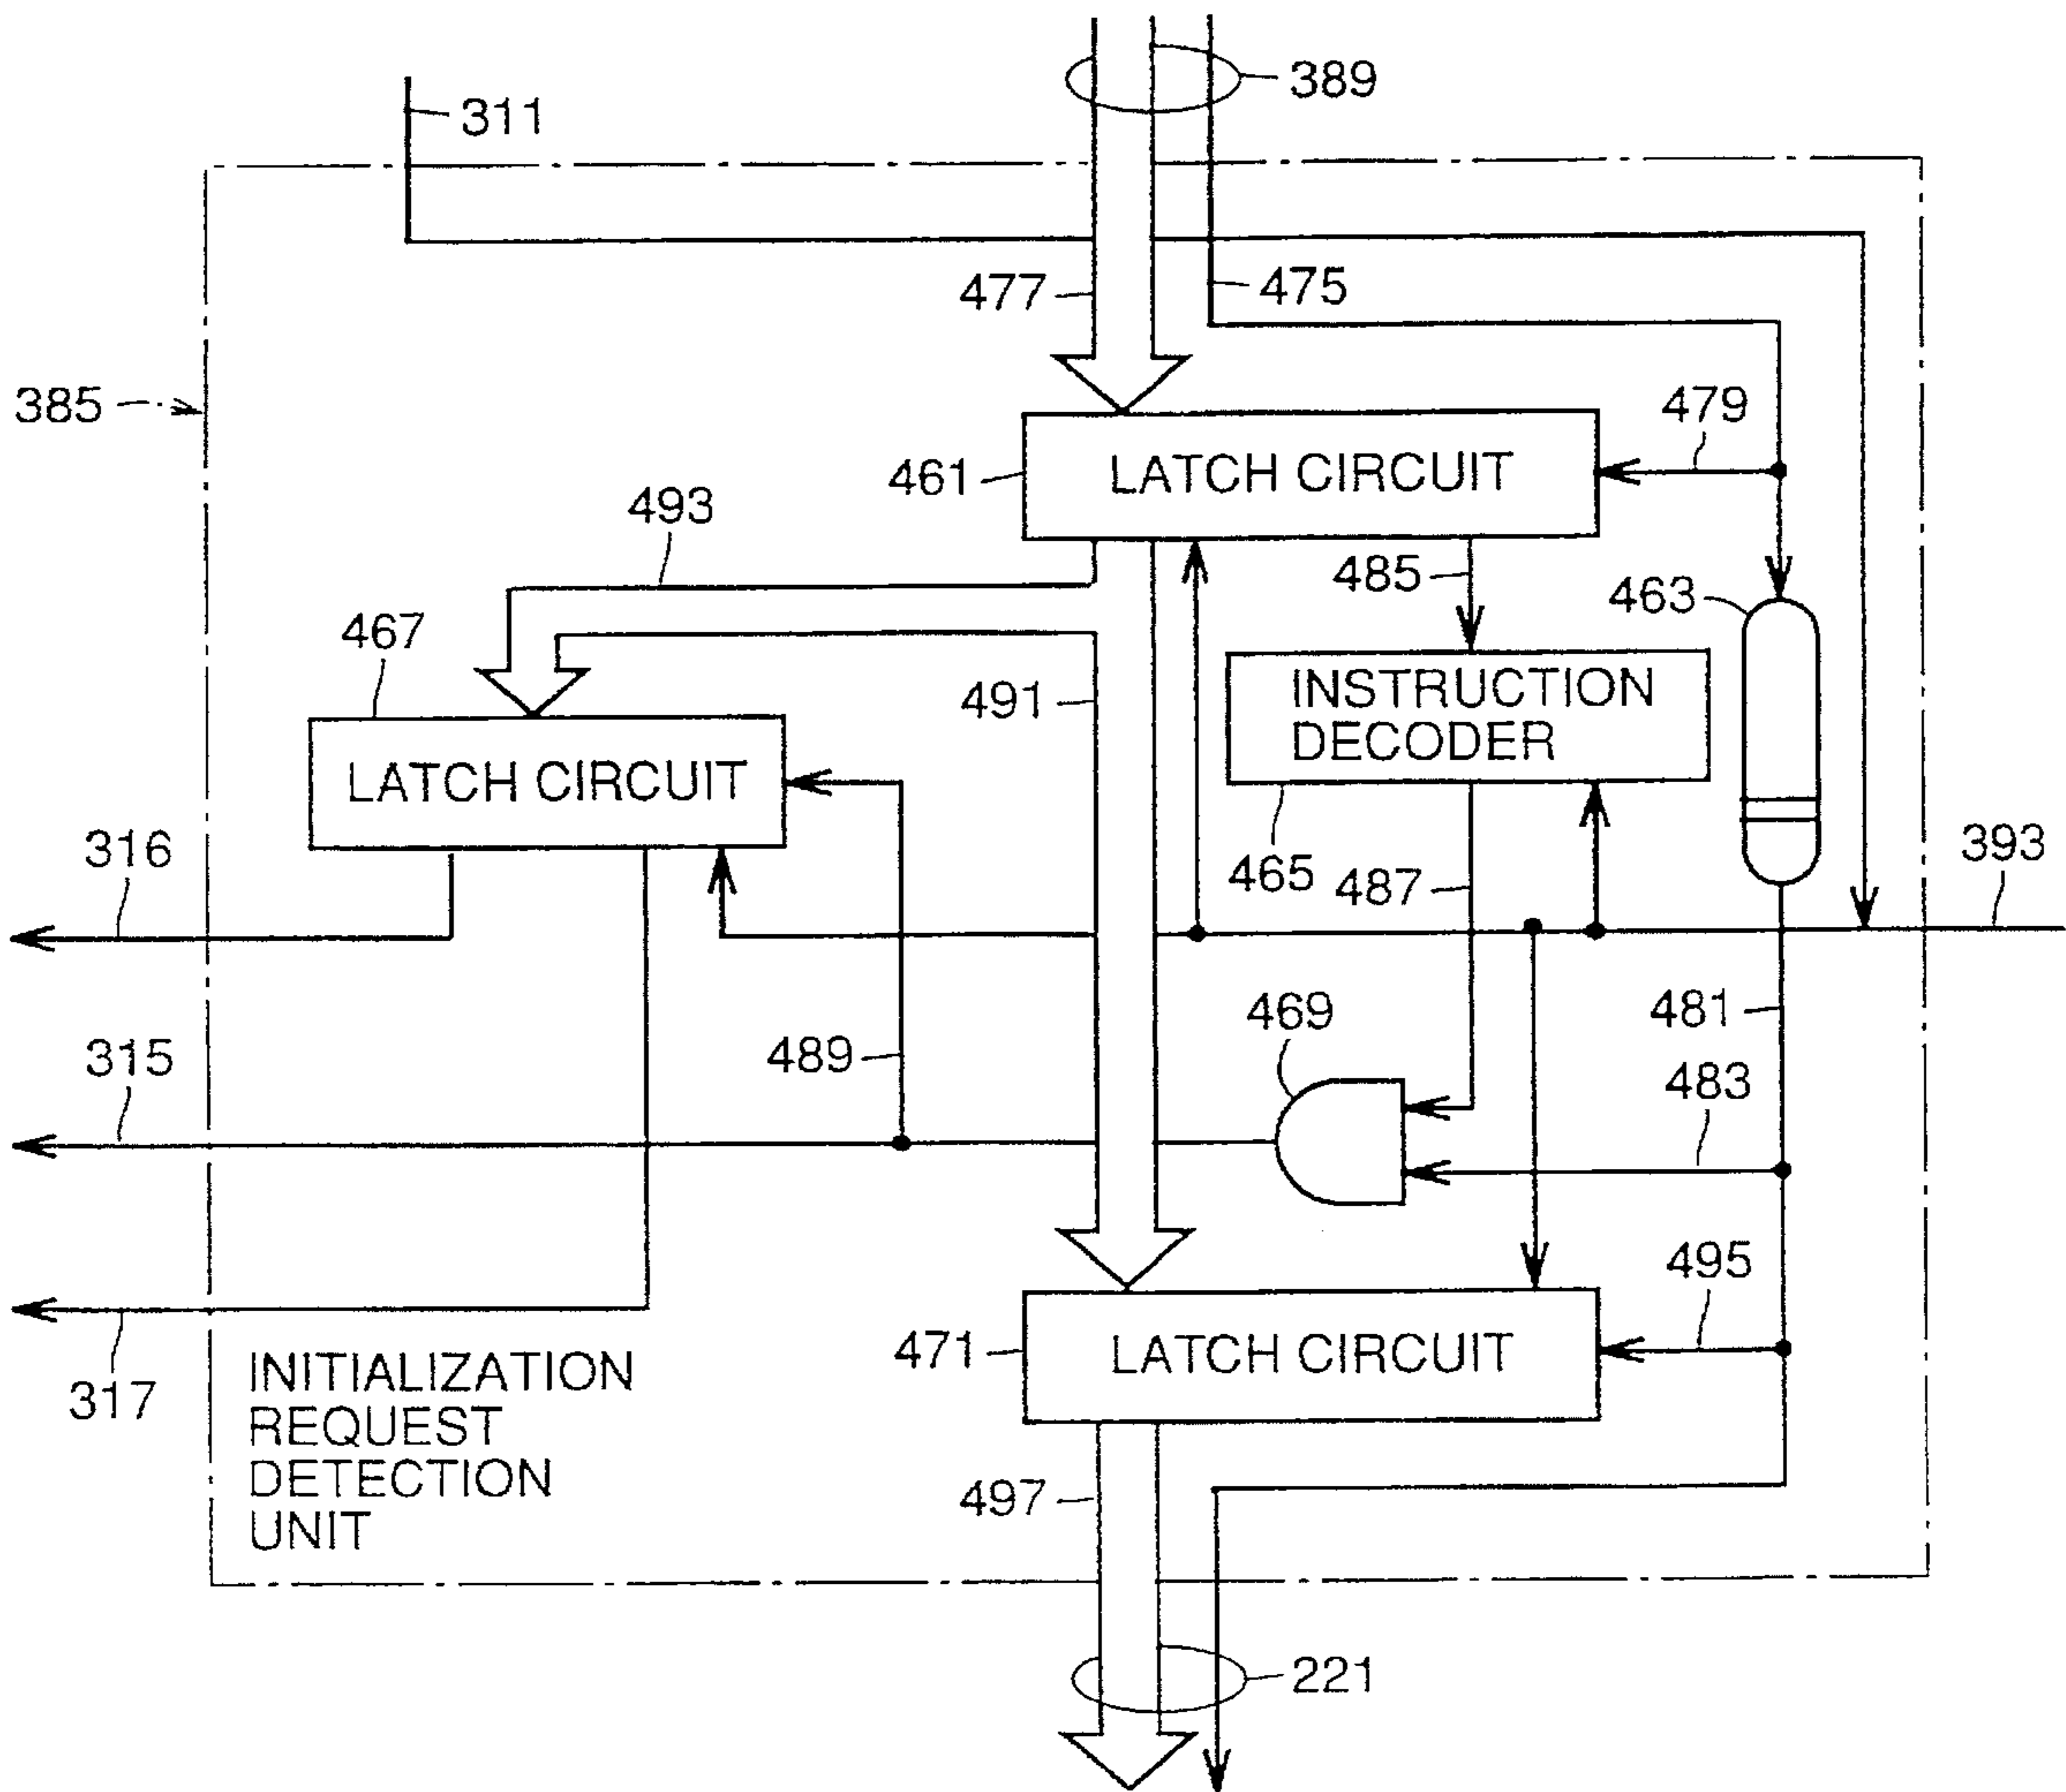 389
311
477
475
385
479
461
LATCH CIRCUIT
493
485
463
467
491
INSTRUCTION
DECODER
LATCH CIRCUIT
316
465
487
393
469
481
315
489
483
495
471
LATCH CIRCUIT
317
INITIALIZATION
REQUEST
DETECTION
UNIT
497
221